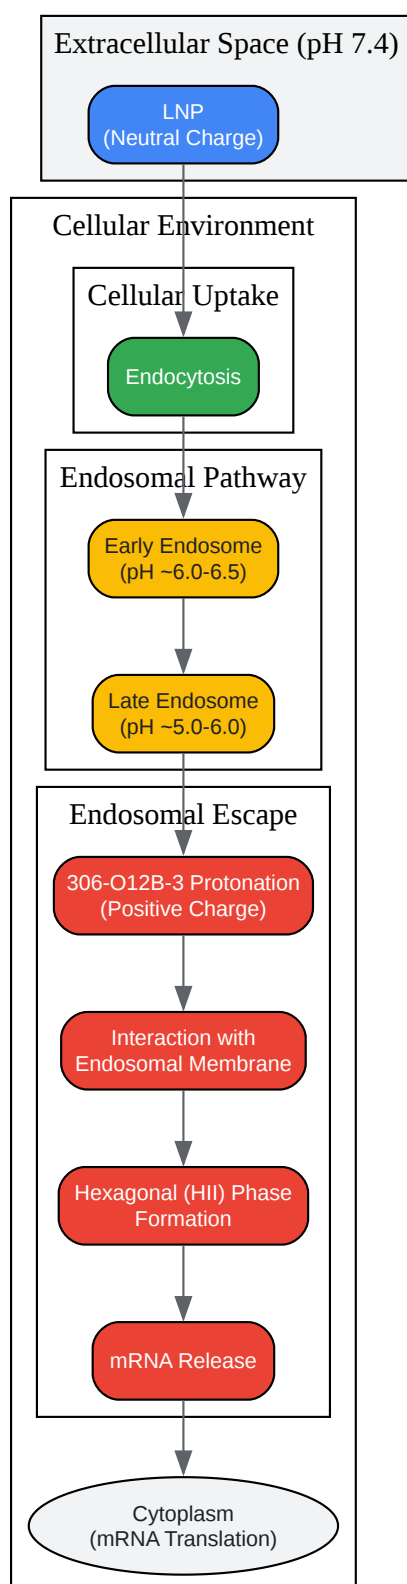 Extracellular Space (pH 7.4)
LNP
(Neutral Charge)
Cellular Environment
Cellular Uptake
Endocytosis
Endosomal Pathway
Early Endosome
(pH ~6.0-6.5)
Late Endosome
(pH ~5.0-6.0)
Endosomal Escape
306-O12B-3 Protonation
(Positive Charge)
Interaction with
Endosomal Membrane
Hexagonal (HII) Phase
Formation
mRNA Release
Cytoplasm
(mRNA Translation)